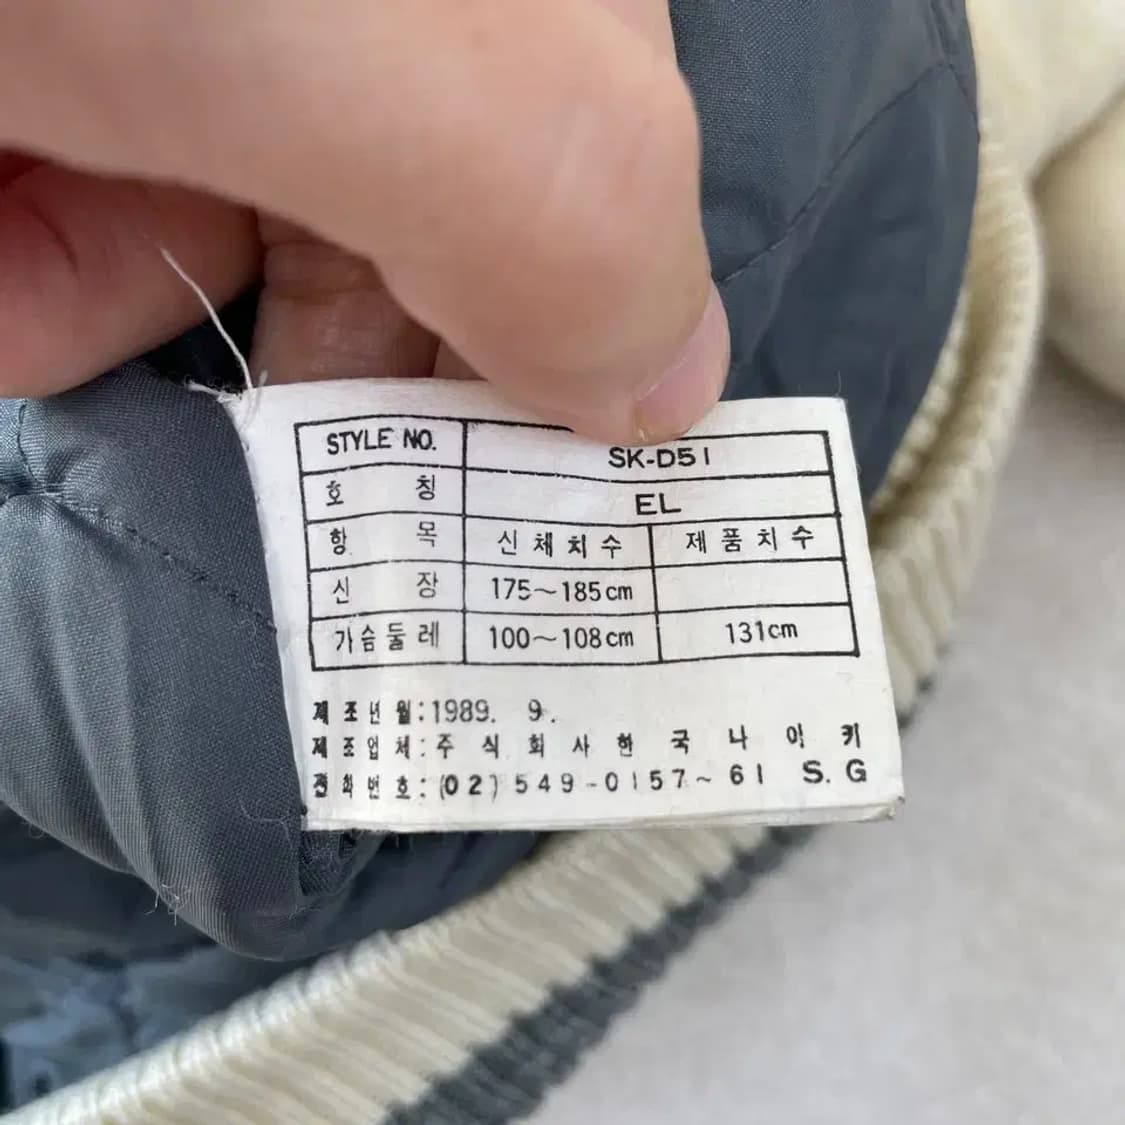 STYLE NO. SK-D51
호 칭 EL
항 목 신체치수 제품치수
신 장 175~185cm
가슴둘레 100~108cm 131cm
제조년월:1989. 9.
제조업체:주식회사한국나이키
전화번호:(02)549-0157~61 S.G